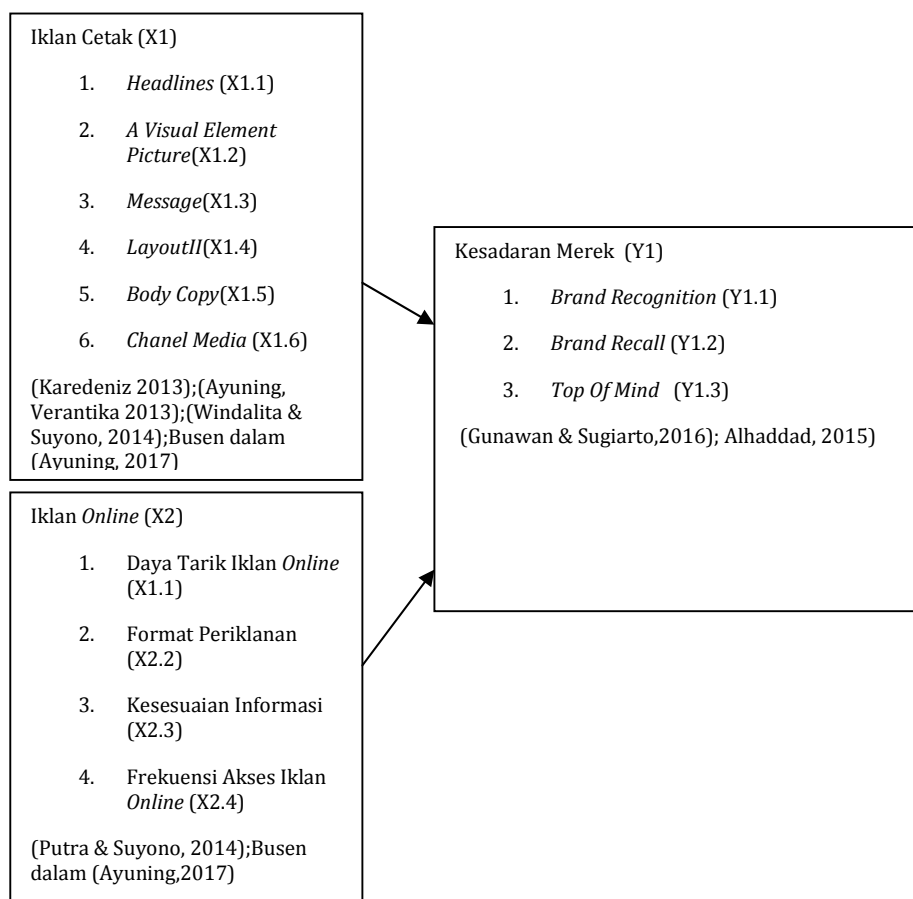 Iklan Cetak (X1)
1. Headlines (X1.1)
2. A Visual Element
Picture(X1.2)
3. Message(X1.3)
4. LayoutII(X1.4)
5. Body Copy(X1.5)
6. Chanel Media (X1.6)
(Karedeniz 2013);(Ayuning,
Verantika 2013);(Windalita &
Suyono, 2014);Busen dalam
(Ayuning, 2017)
Iklan Online (X2)
1. Daya Tarik Iklan Online
(X1.1)
2. Format Periklanan
(X2.2)
3. Kesesuaian Informasi
(X2.3)
4. Frekuensi Akses Iklan
Online (X2.4)
(Putra & Suyono, 2014);Busen
dalam (Ayuning,2017)
Kesadaran Merek (Y1)
1. Brand Recognition (Y1.1)
2. Brand Recall (Y1.2)
3. Top Of Mind (Y1.3)
(Gunawan & Sugiarto,2016); Alhaddad, 2015)